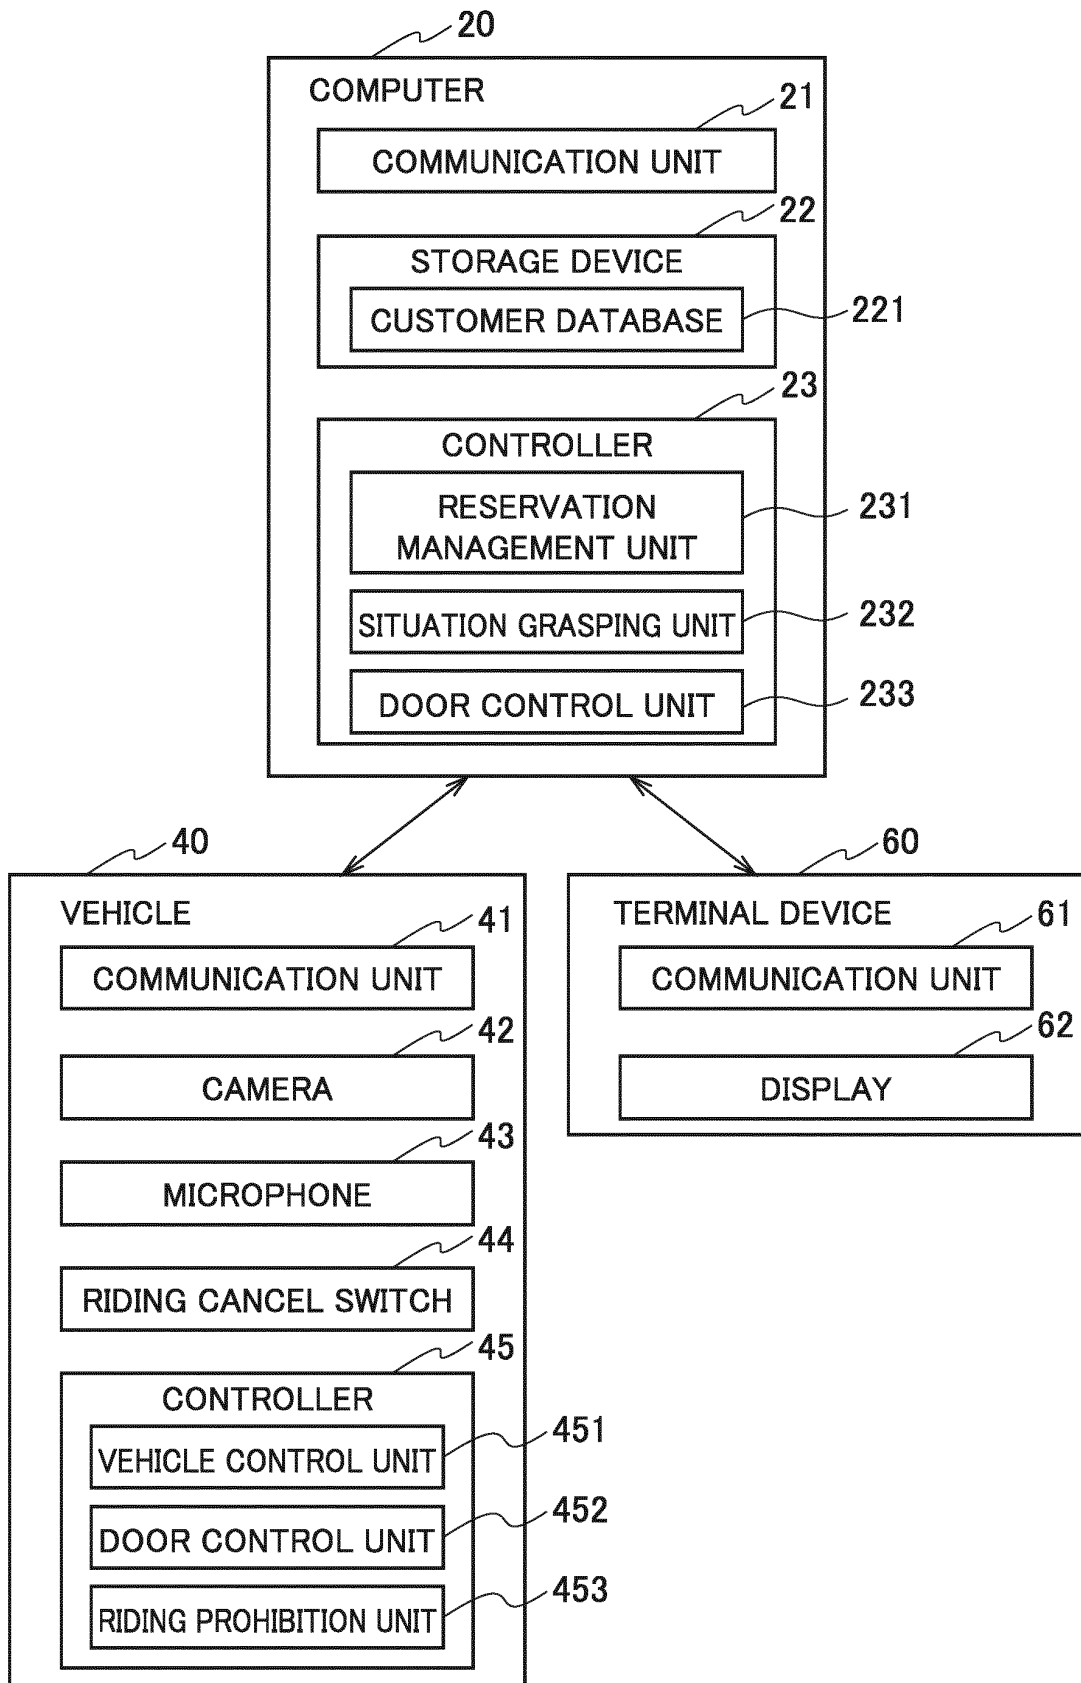 20
COMPUTER
21
COMMUNICATION UNIT
22
STORAGE DEVICE
CUSTOMER DATABASE
221
23
CONTROLLER
RESERVATION
MANAGEMENT UNIT
231
SITUATION GRASPING UNIT
232
DOOR CONTROL UNIT
233
40
VEHICLE
41
COMMUNICATION UNIT
42
CAMERA
43
MICROPHONE
44
RIDING CANCEL SWITCH
45
CONTROLLER
VEHICLE CONTROL UNIT
451
DOOR CONTROL UNIT
452
RIDING PROHIBITION UNIT
453
60
TERMINAL DEVICE
61
COMMUNICATION UNIT
62
DISPLAY